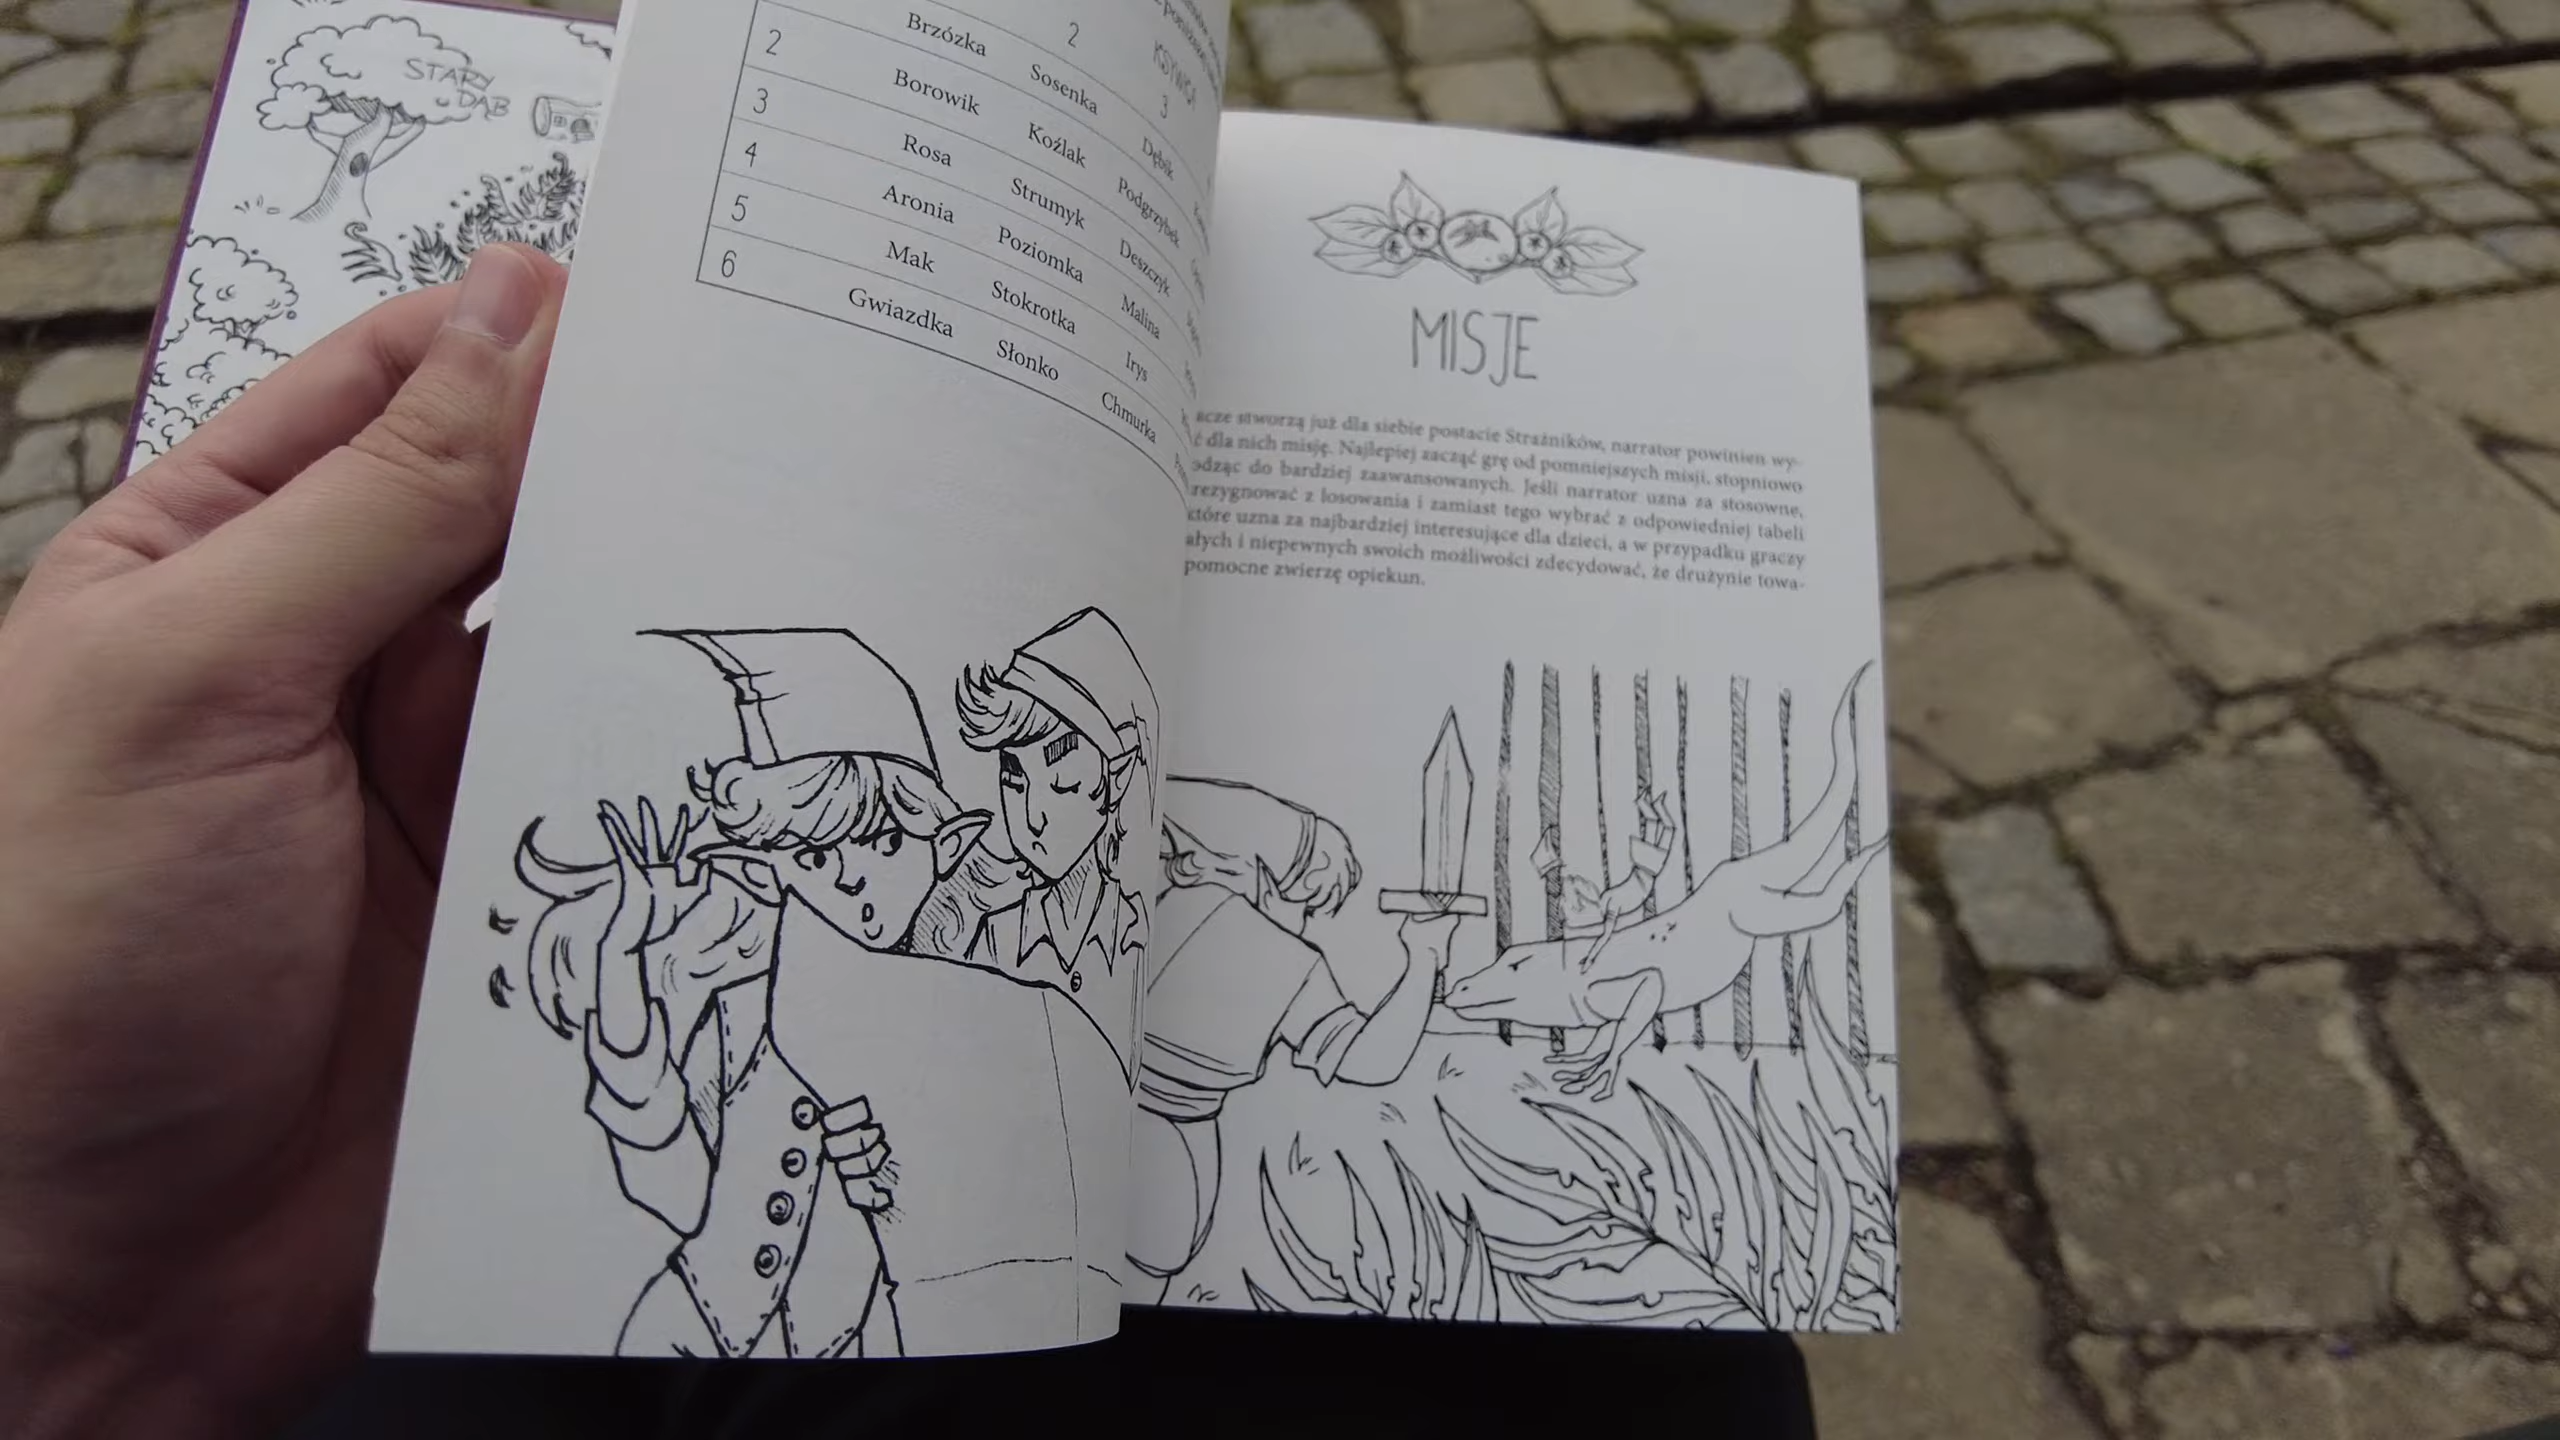 STARY
DĄB
2
3
KSYWKA
Brzózka Sosenka Dębik
2 Borowik Koźlak Podgrzybek
3 Rosa Strumyk Deszczyk
4 Aronia Poziomka Malina
5 Mak Stokrotka Irys
6 Gwiazdka Słonko Chmurka
MISJE
acze stworzą już dla siebie postacie Strażników, narrator powinien wy-
ć dla nich misję. Najlepiej zacząć grę od pomniejszych misji, stopniowo
odząc do bardziej zaawansowanych. Jeśli narrator uzna za stosowne,
rezygnować z losowania i zamiast tego wybrać z odpowiedniej tabeli
które uzna za najbardziej interesujące dla dzieci, a w przypadku graczy
ałych i niepewnych swoich możliwości zdecydować, że drużynie towa-
pomocne zwierzę opiekun.